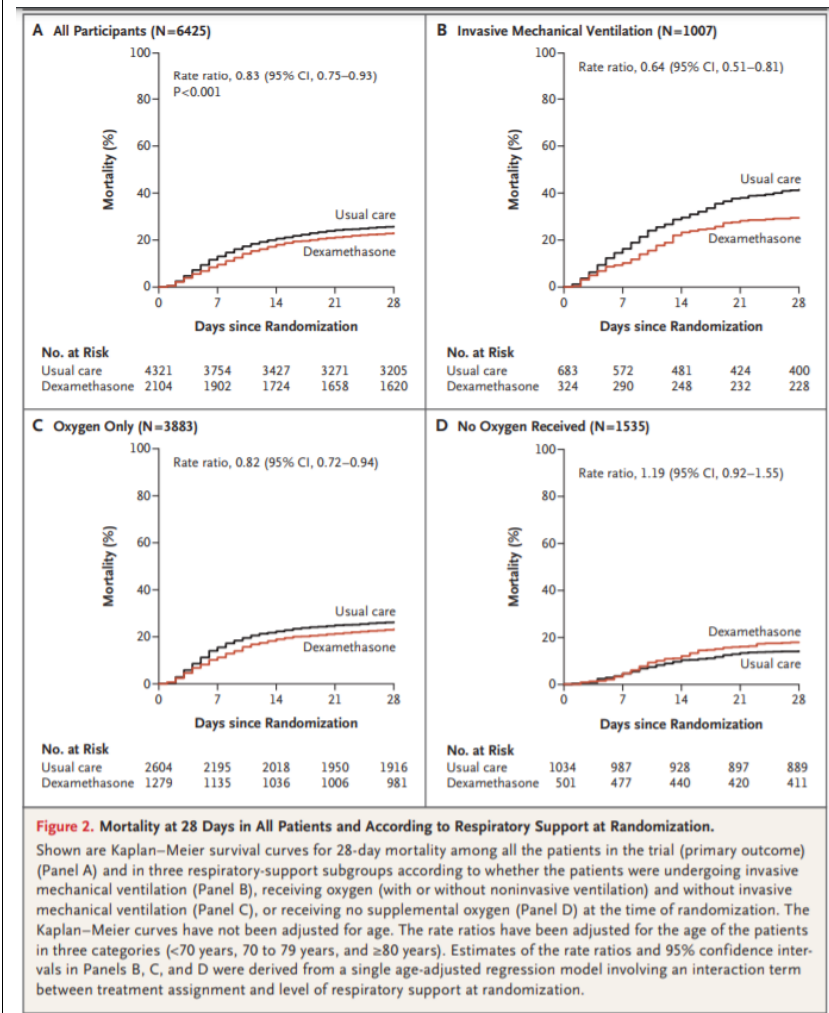 A All Participants (N=6425)
100
80
60
40
20
0
Mortality (%)
Rate ratio, 0.83 (95% CI, 0.75–0.93)
P<0.001
Usual care
Dexamethasone
0 7 14 21 28
Days since Randomization
No. at Risk
Usual care 4321 3754 3427 3271 3205
Dexamethasone 2104 1902 1724 1658 1620
B Invasive Mechanical Ventilation (N=1007)
100
80
60
40
20
0
Mortality (%)
Rate ratio, 0.64 (95% CI, 0.51–0.81)
Usual care
Dexamethasone
0 7 14 21 28
Days since Randomization
No. at Risk
Usual care 683 572 481 424 400
Dexamethasone 324 290 248 232 228
C Oxygen Only (N=3883)
100
80
60
40
20
0
Mortality (%)
Rate ratio, 0.82 (95% CI, 0.72–0.94)
Usual care
Dexamethasone
0 7 14 21 28
Days since Randomization
No. at Risk
Usual care 2604 2195 2018 1950 1916
Dexamethasone 1279 1135 1036 1006 981
D No Oxygen Received (N=1535)
100
80
60
40
20
0
Mortality (%)
Rate ratio, 1.19 (95% CI, 0.92–1.55)
Dexamethasone
Usual care
0 7 14 21 28
Days since Randomization
No. at Risk
Usual care 1034 987 928 897 889
Dexamethasone 501 477 440 420 411
Figure 2. Mortality at 28 Days in All Patients and According to Respiratory Support at Randomization.
Shown are Kaplan–Meier survival curves for 28-day mortality among all the patients in the trial (primary outcome)
(Panel A) and in three respiratory-support subgroups according to whether the patients were undergoing invasive
mechanical ventilation (Panel B), receiving oxygen (with or without noninvasive ventilation) and without invasive
mechanical ventilation (Panel C), or receiving no supplemental oxygen (Panel D) at the time of randomization. The
Kaplan–Meier curves have not been adjusted for age. The rate ratios have been adjusted for the age of the patients
in three categories (<70 years, 70 to 79 years, and ≥80 years). Estimates of the rate ratios and 95% confidence inter-
vals in Panels B, C, and D were derived from a single age-adjusted regression model involving an interaction term
between treatment assignment and level of respiratory support at randomization.